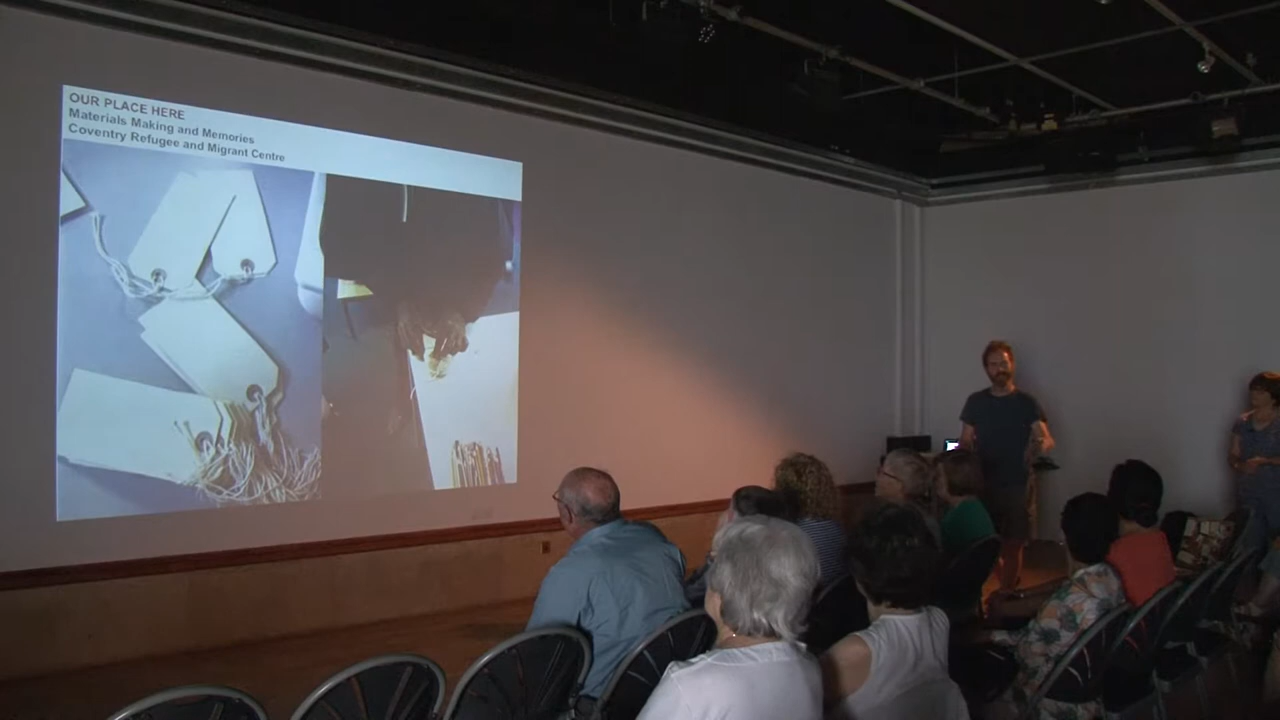 OUR PLACE HERE
Materials Making and Memories
Coventry Refugee and Migrant Centre